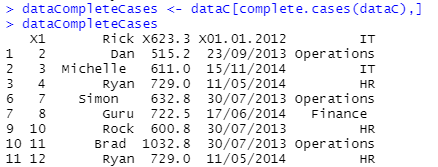 > dataCompleteCases <- dataC[complete.cases(dataC),]
> dataCompleteCases
X1 Rick X623.3 X01.01.2012 IT
1 2 Dan 515.2 23/09/2013 Operations
2 3 Michelle 611.0 15/11/2014 IT
3 4 Ryan 729.0 11/05/2014 HR
6 7 Simon 632.8 30/07/2013 Operations
7 8 Guru 722.5 17/06/2014 Finance
9 10 Rock 600.8 30/07/2013 HR
10 11 Brad 1032.8 30/07/2013 Operations
11 12 Ryan 729.0 11/05/2014 HR